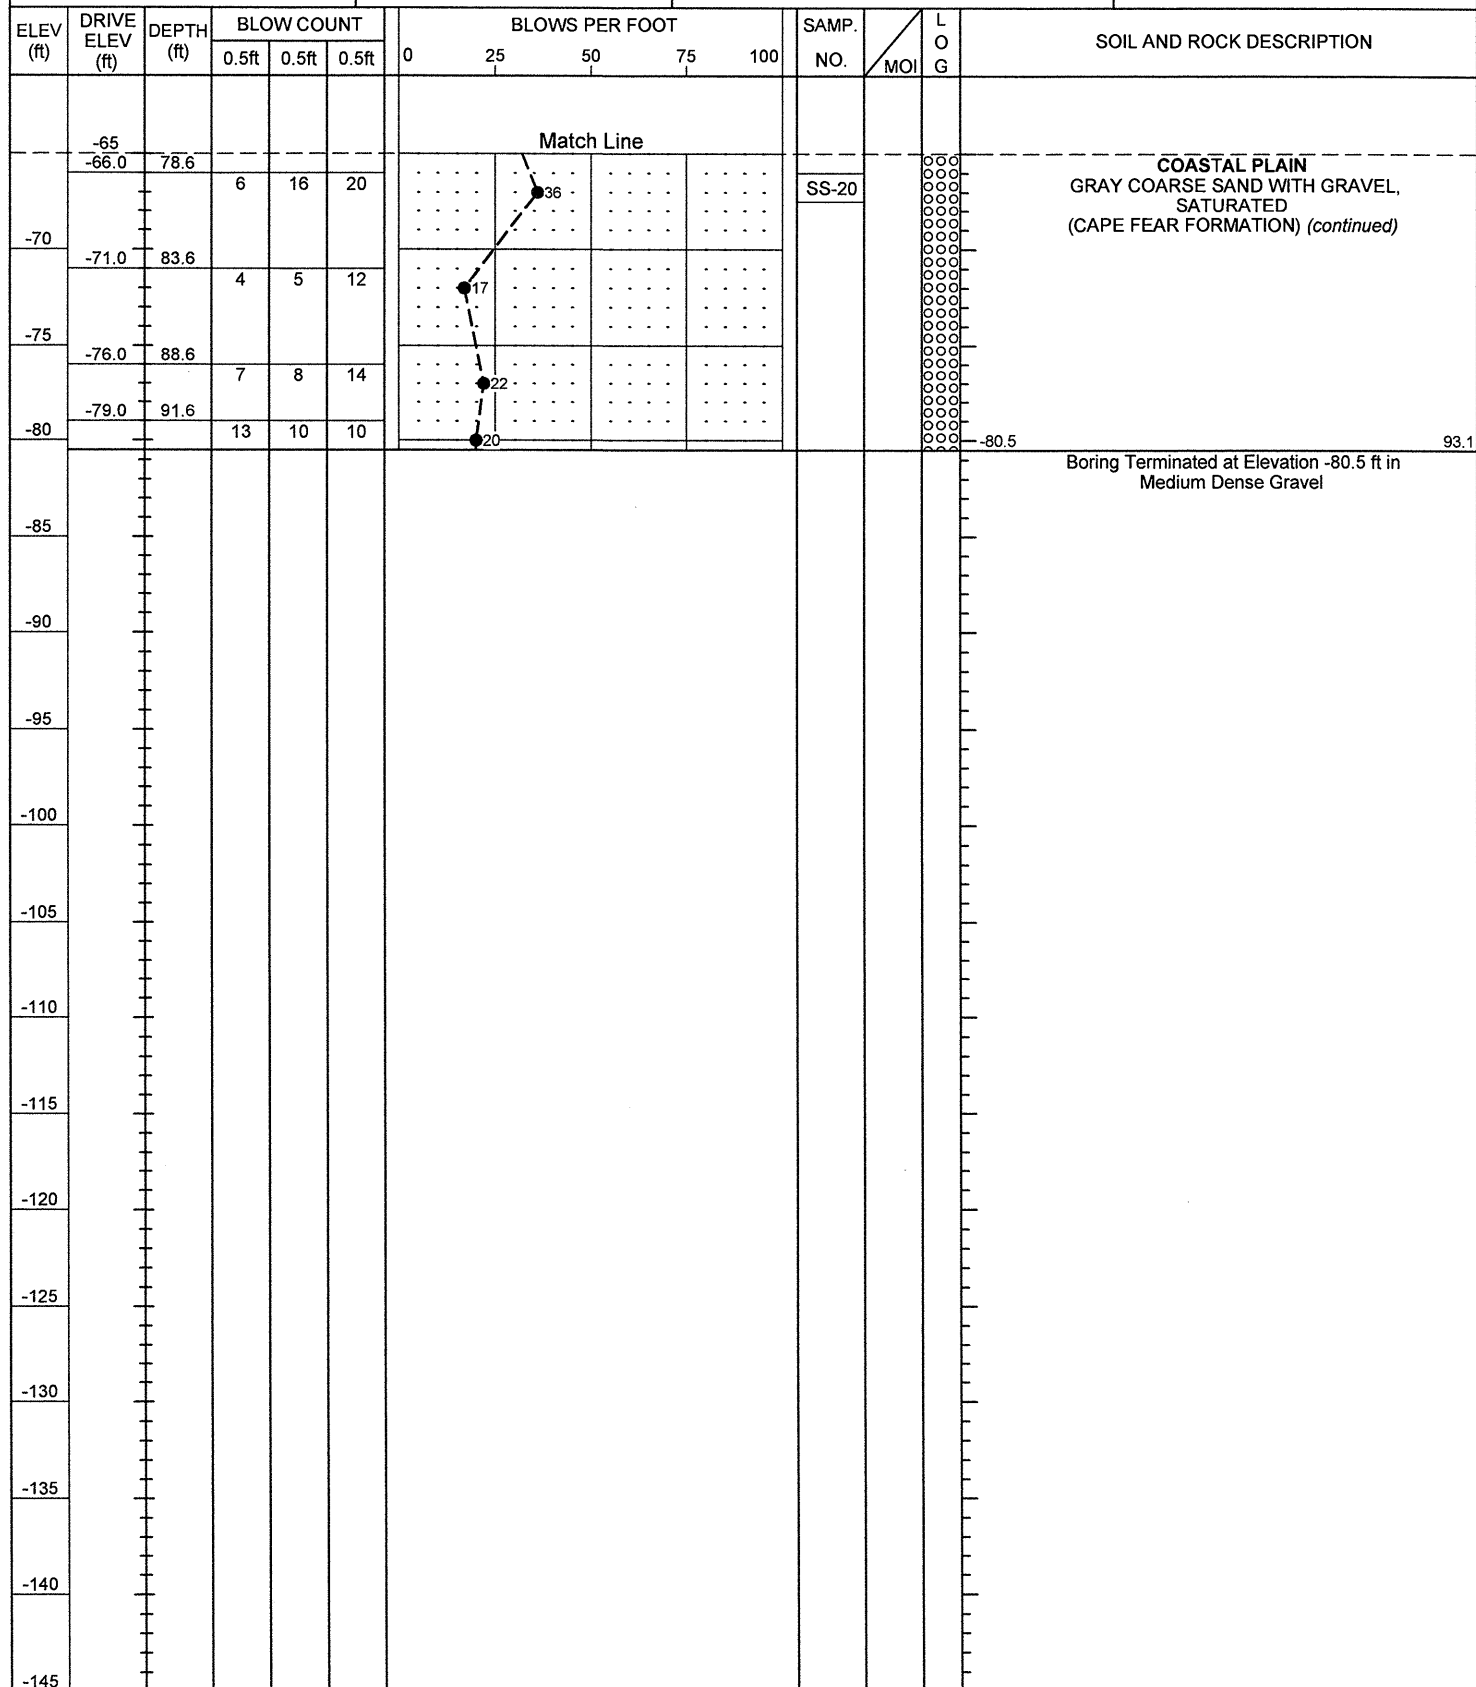 ELEV (ft) DRIVE ELEV (ft) DEPTH (ft) BLOW COUNT BLOWS PER FOOT SAMP. NO. MOI LOG SOIL AND ROCK DESCRIPTION
0.5ft 0.5ft 0.5ft 0 25 50 75 100
-65 Match Line
-66.0 78.6 COASTAL PLAIN
6 16 20 36 SS-20 GRAY COARSE SAND WITH GRAVEL,
SATURATED
(CAPE FEAR FORMATION) (continued)
-70
-71.0 83.6
4 5 12 17
-75
-76.0 88.6
7 8 14 22
-79.0 91.6
-80 13 10 10 20 -80.5 93.1
Boring Terminated at Elevation -80.5 ft in
Medium Dense Gravel
-85
-90
-95
-100
-105
-110
-115
-120
-125
-130
-135
-140
-145